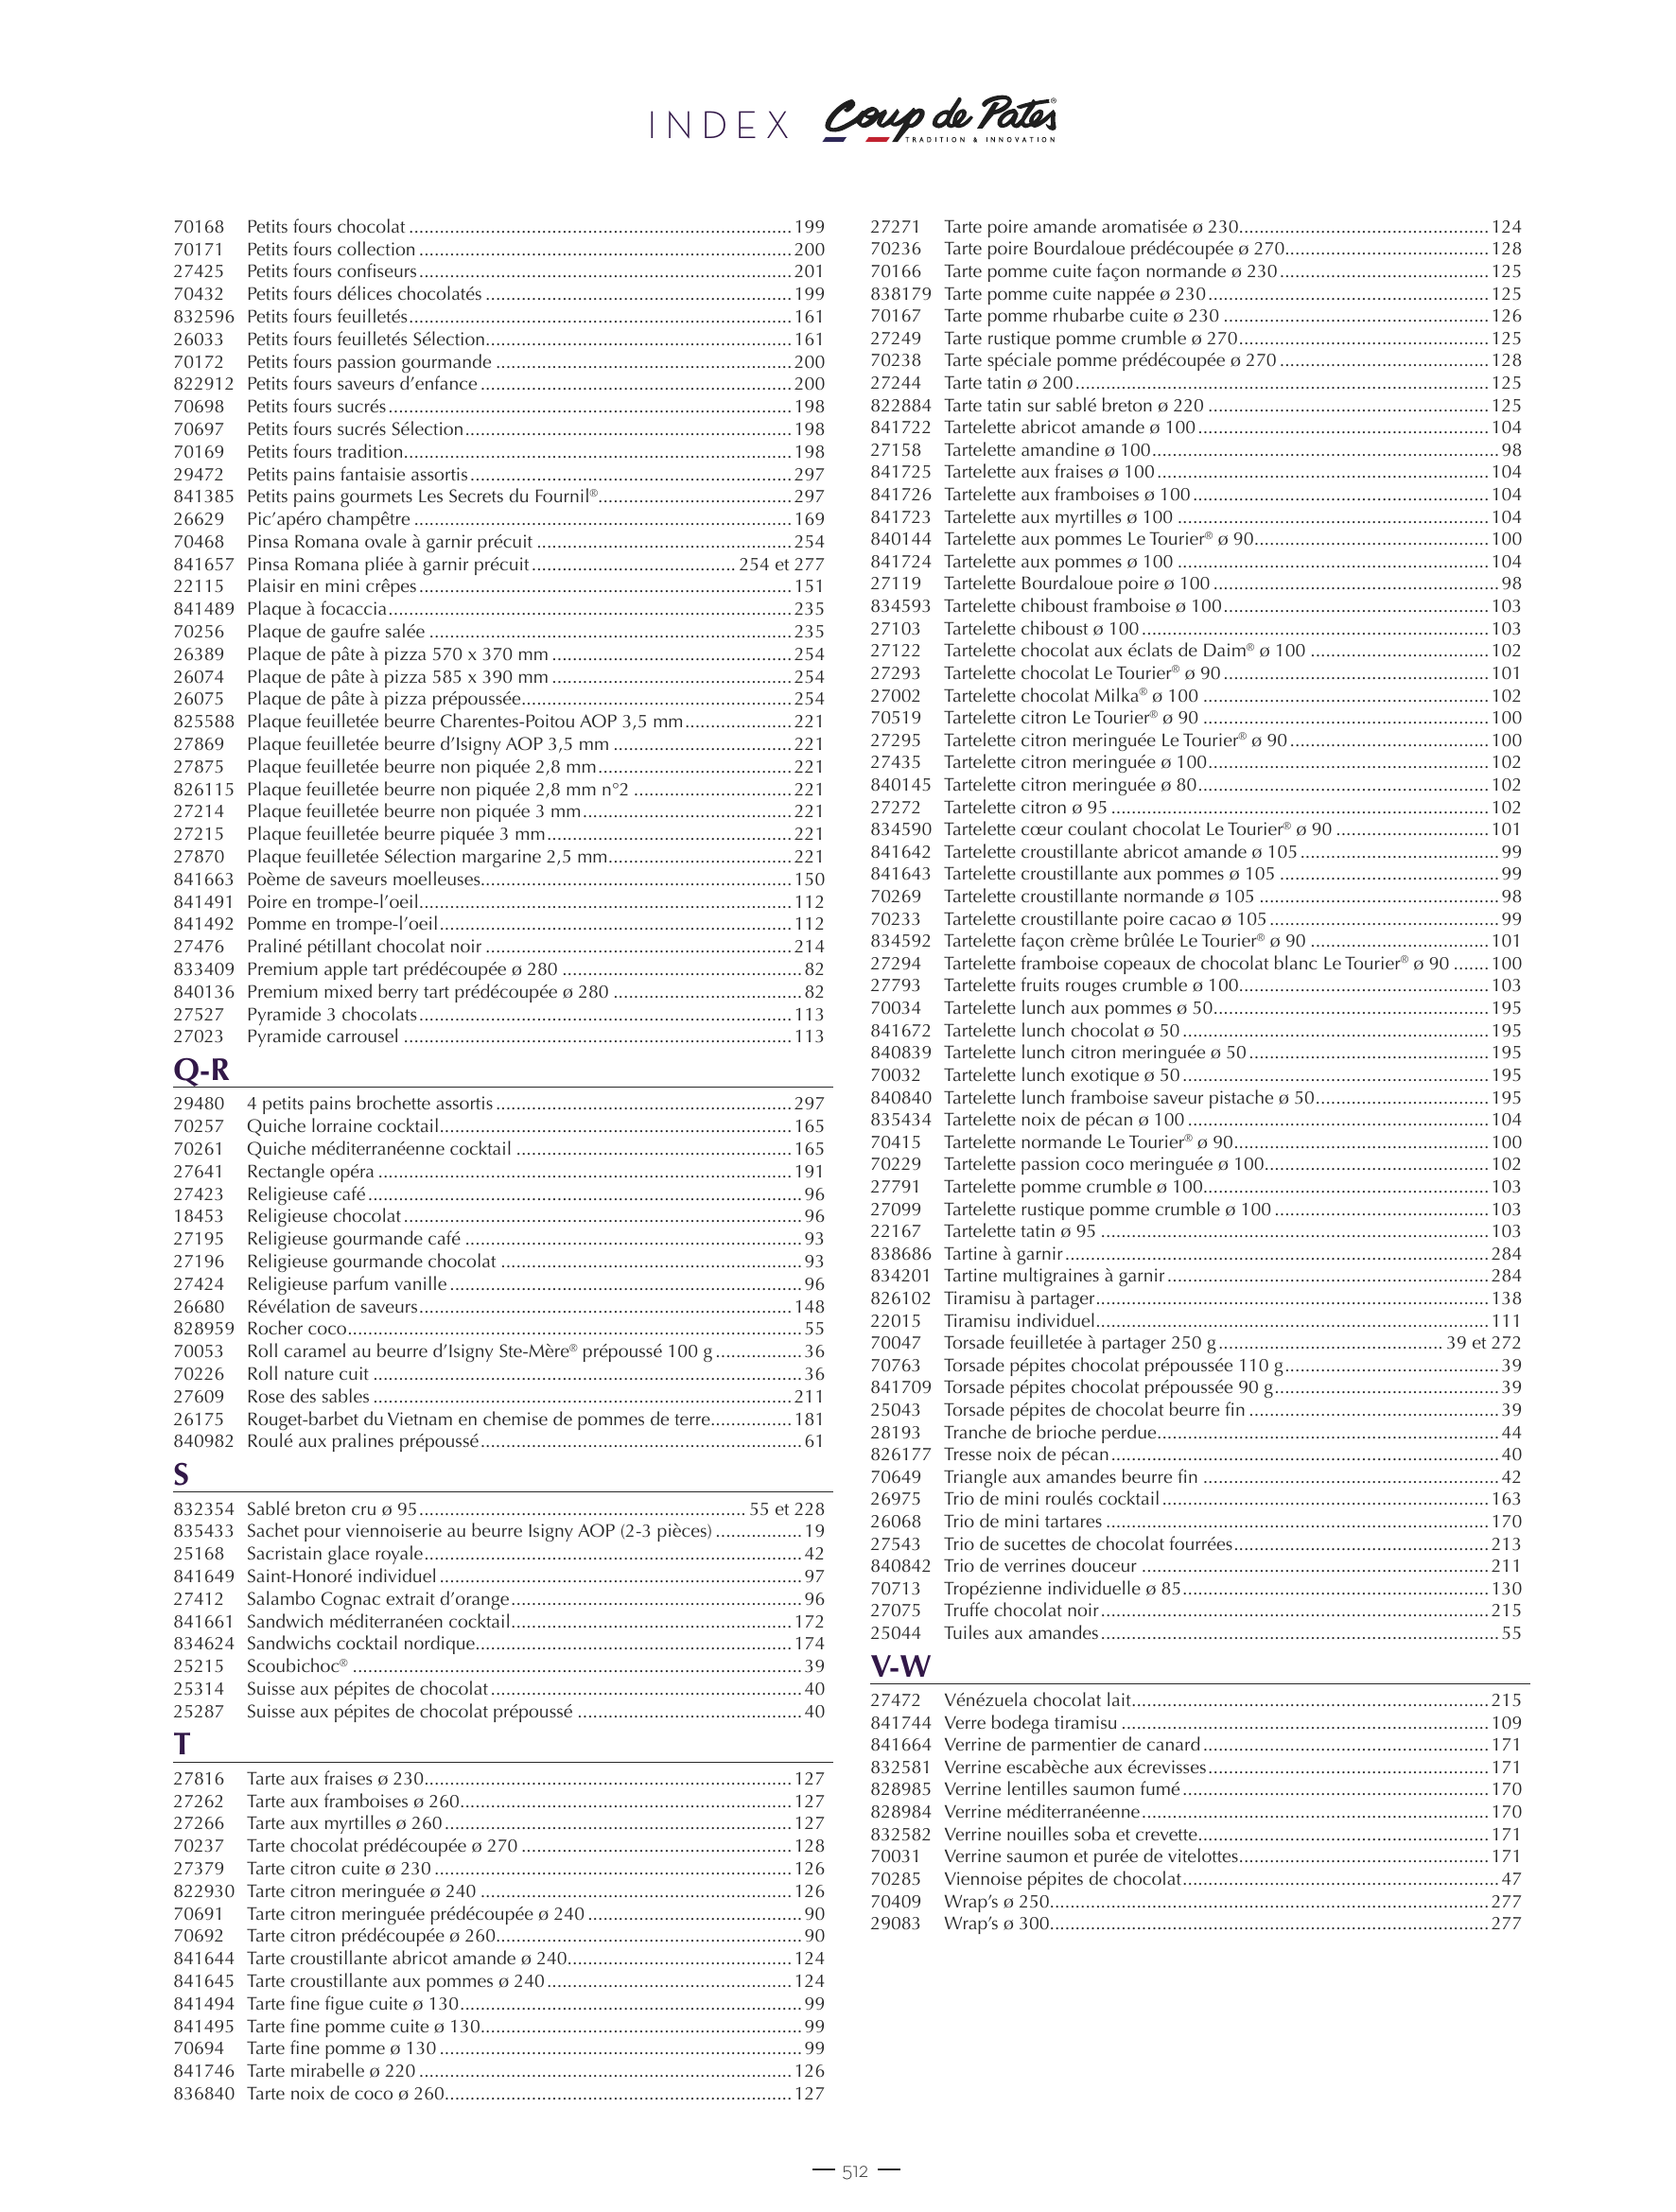 INDEX Coup de Pates®
TRADITION & INNOVATION
70168 Petits fours chocolat 199
70171 Petits fours collection 200
27425 Petits fours confiseurs 201
70432 Petits fours délices chocolatés 199
832596 Petits fours feuilletés 161
26033 Petits fours feuilletés Sélection 161
70172 Petits fours passion gourmande 200
822912 Petits fours saveurs d’enfance 200
70698 Petits fours sucrés 198
70697 Petits fours sucrés Sélection 198
70169 Petits fours tradition 198
29472 Petits pains fantaisie assortis 297
841385 Petits pains gourmets Les Secrets du Fournil® 297
26629 Pic’apéro champêtre 169
70468 Pinsa Romana ovale à garnir précuit 254
841657 Pinsa Romana pliée à garnir précuit 254 et 277
22115 Plaisir en mini crêpes 151
841489 Plaque à focaccia 235
70256 Plaque de gaufre salée 235
26389 Plaque de pâte à pizza 570 x 370 mm 254
26074 Plaque de pâte à pizza 585 x 390 mm 254
26075 Plaque de pâte à pizza prépoussée 254
825588 Plaque feuilletée beurre Charentes-Poitou AOP 3,5 mm 221
27869 Plaque feuilletée beurre d’Isigny AOP 3,5 mm 221
27875 Plaque feuilletée beurre non piquée 2,8 mm 221
826115 Plaque feuilletée beurre non piquée 2,8 mm n°2 221
27214 Plaque feuilletée beurre non piquée 3 mm 221
27215 Plaque feuilletée beurre piquée 3 mm 221
27870 Plaque feuilletée Sélection margarine 2,5 mm 221
841663 Poème de saveurs moelleuses 150
841491 Poire en trompe-l’oeil 112
841492 Pomme en trompe-l’oeil 112
27476 Praliné pétillant chocolat noir 214
833409 Premium apple tart prédécoupée ø 280 82
840136 Premium mixed berry tart prédécoupée ø 280 82
27527 Pyramide 3 chocolats 113
27023 Pyramide carrousel 113
Q-R
29480 4 petits pains brochette assortis 297
70257 Quiche lorraine cocktail 165
70261 Quiche méditerranéenne cocktail 165
27641 Rectangle opéra 191
27423 Religieuse café 96
18453 Religieuse chocolat 96
27195 Religieuse gourmande café 93
27196 Religieuse gourmande chocolat 93
27424 Religieuse parfum vanille 96
26680 Révélation de saveurs 148
828959 Rocher coco 55
70053 Roll caramel au beurre d’Isigny Ste-Mère® prépoussé 100 g 36
70226 Roll nature cuit 36
27609 Rose des sables 211
26175 Rouget-barbet du Vietnam en chemise de pommes de terre 181
840982 Roulé aux pralines prépoussé 61
S
832354 Sablé breton cru ø 95 55 et 228
835433 Sachet pour viennoiserie au beurre Isigny AOP (2-3 pièces) 19
25168 Sacristain glace royale 42
841649 Saint-Honoré individuel 97
27412 Salambo Cognac extrait d’orange 96
841661 Sandwich méditerranéen cocktail 172
834624 Sandwichs cocktail nordique 174
25215 Scoubichoc® 39
25314 Suisse aux pépites de chocolat 40
25287 Suisse aux pépites de chocolat prépoussé 40
T
27816 Tarte aux fraises ø 230 127
27262 Tarte aux framboises ø 260 127
27266 Tarte aux myrtilles ø 260 127
70237 Tarte chocolat prédécoupée ø 270 128
27379 Tarte citron cuite ø 230 126
822930 Tarte citron meringuée ø 240 126
70691 Tarte citron meringuée prédécoupée ø 240 90
70692 Tarte citron prédécoupée ø 260 90
841644 Tarte croustillante abricot amande ø 240 124
841645 Tarte croustillante aux pommes ø 240 124
841494 Tarte fine figue cuite ø 130 99
841495 Tarte fine pomme cuite ø 130 99
70694 Tarte fine pomme ø 130 99
841746 Tarte mirabelle ø 220 126
836840 Tarte noix de coco ø 260 127
27271 Tarte poire amande aromatisée ø 230 124
70236 Tarte poire Bourdaloue prédécoupée ø 270 128
70166 Tarte pomme cuite façon normande ø 230 125
838179 Tarte pomme cuite nappée ø 230 125
70167 Tarte pomme rhubarbe cuite ø 230 126
27249 Tarte rustique pomme crumble ø 270 125
70238 Tarte spéciale pomme prédécoupée ø 270 128
27244 Tarte tatin ø 200 125
822884 Tarte tatin sur sablé breton ø 220 125
841722 Tartelette abricot amande ø 100 104
27158 Tartelette amandine ø 100 98
841725 Tartelette aux fraises ø 100 104
841726 Tartelette aux framboises ø 100 104
841723 Tartelette aux myrtilles ø 100 104
840144 Tartelette aux pommes Le Tourier® ø 90 100
841724 Tartelette aux pommes ø 100 104
27119 Tartelette Bourdaloue poire ø 100 98
834593 Tartelette chiboust framboise ø 100 103
27103 Tartelette chiboust ø 100 103
27122 Tartelette chocolat aux éclats de Daim® ø 100 102
27293 Tartelette chocolat Le Tourier® ø 90 101
27002 Tartelette chocolat Milka® ø 100 102
70519 Tartelette citron Le Tourier® ø 90 100
27295 Tartelette citron meringuée Le Tourier® ø 90 100
27435 Tartelette citron meringuée ø 100 102
840145 Tartelette citron meringuée ø 80 102
27272 Tartelette citron ø 95 102
834590 Tartelette cœur coulant chocolat Le Tourier® ø 90 101
841642 Tartelette croustillante abricot amande ø 105 99
841643 Tartelette croustillante aux pommes ø 105 99
70269 Tartelette croustillante normande ø 105 98
70233 Tartelette croustillante poire cacao ø 105 99
834592 Tartelette façon crème brûlée Le Tourier® ø 90 101
27294 Tartelette framboise copeaux de chocolat blanc Le Tourier® ø 90 100
27793 Tartelette fruits rouges crumble ø 100 103
70034 Tartelette lunch aux pommes ø 50 195
841672 Tartelette lunch chocolat ø 50 195
840839 Tartelette lunch citron meringuée ø 50 195
70032 Tartelette lunch exotique ø 50 195
840840 Tartelette lunch framboise saveur pistache ø 50 195
835434 Tartelette noix de pécan ø 100 104
70415 Tartelette normande Le Tourier® ø 90 100
70229 Tartelette passion coco meringuée ø 100 102
27791 Tartelette pomme crumble ø 100 103
27099 Tartelette rustique pomme crumble ø 100 103
22167 Tartelette tatin ø 95 103
838686 Tartine à garnir 284
834201 Tartine multigraines à garnir 284
826102 Tiramisu à partager 138
22015 Tiramisu individuel 111
70047 Torsade feuilletée à partager 250 g 39 et 272
70763 Torsade pépites chocolat prépoussée 110 g 39
841709 Torsade pépites chocolat prépoussée 90 g 39
25043 Torsade pépites de chocolat beurre fin 39
28193 Tranche de brioche perdue 44
826177 Tresse noix de pécan 40
70649 Triangle aux amandes beurre fin 42
26975 Trio de mini roulés cocktail 163
26068 Trio de mini tartares 170
27543 Trio de sucettes de chocolat fourrées 213
840842 Trio de verrines douceur 211
70713 Tropézienne individuelle ø 85 130
27075 Truffe chocolat noir 215
25044 Tuiles aux amandes 55
V-W
27472 Vénézuela chocolat lait 215
841744 Verre bodega tiramisu 109
841664 Verrine de parmentier de canard 171
832581 Verrine escabèche aux écrevisses 171
828985 Verrine lentilles saumon fumé 170
828984 Verrine méditerranéenne 170
832582 Verrine nouilles soba et crevette 171
70031 Verrine saumon et purée de vitelottes 171
70285 Viennoise pépites de chocolat 47
70409 Wrap’s ø 250 277
29083 Wrap’s ø 300 277
512